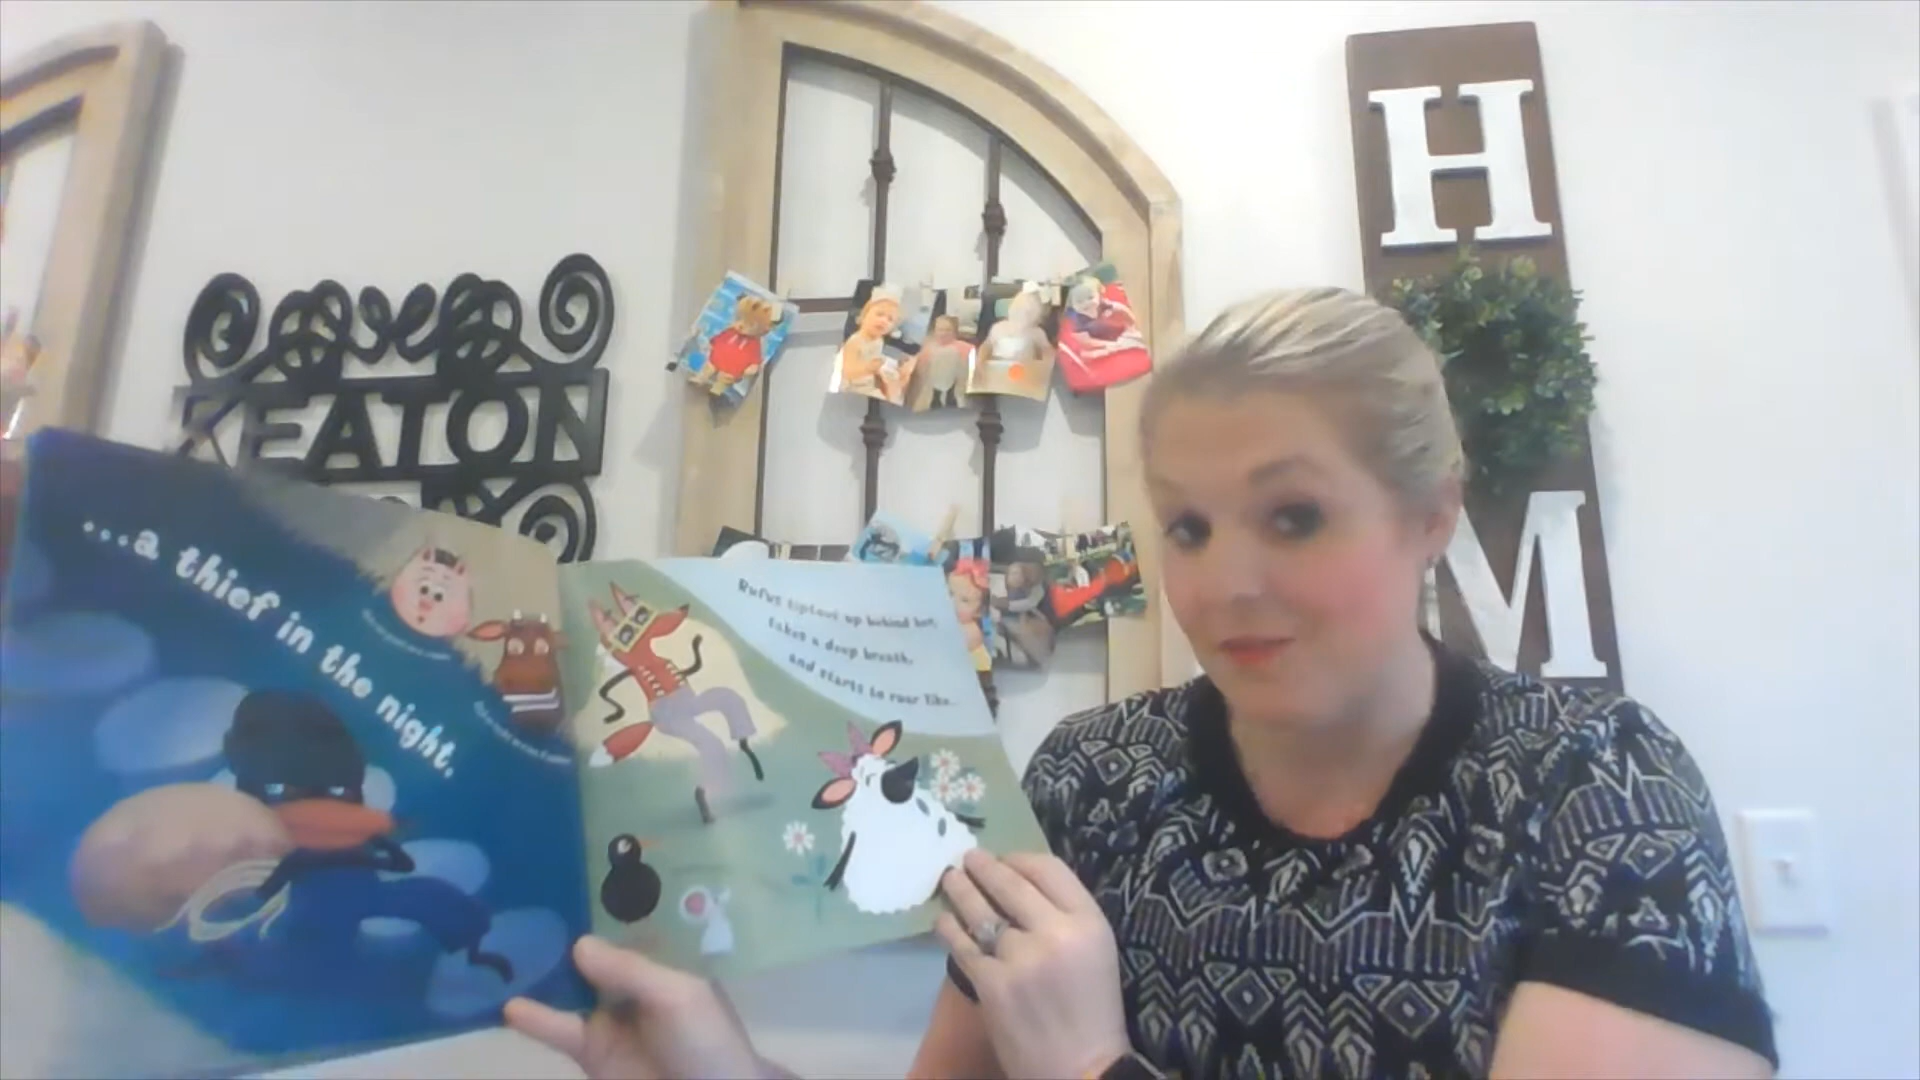 KEATON
H
M
...a thief in the night.
Rufus tiptoes up behind her,
takes a deep breath,
and starts to roar like...